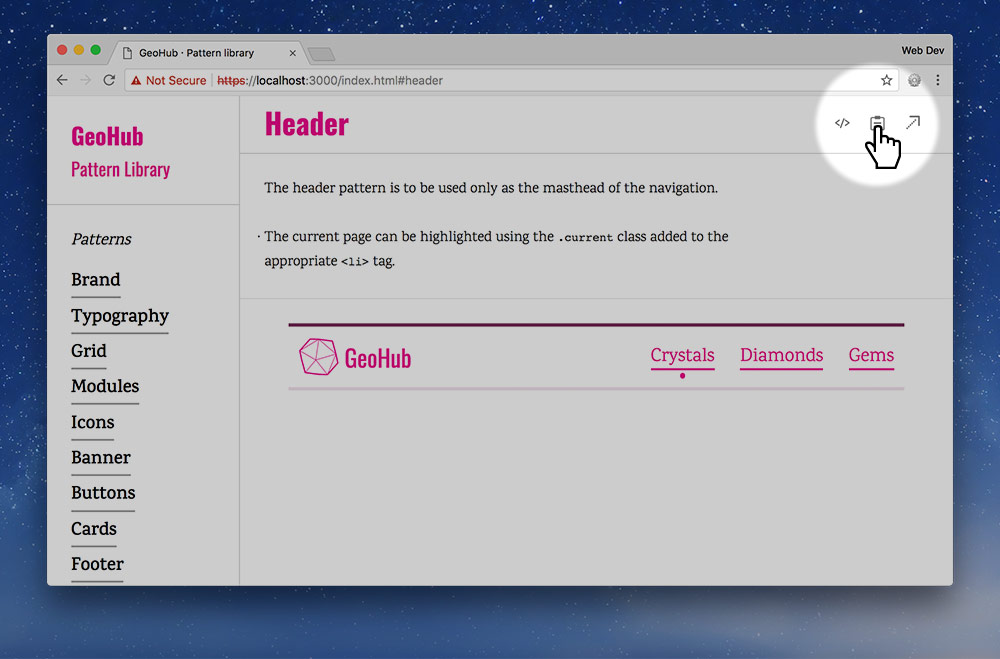 GeoHub · Pattern library
Web Dev
Not Secure
https://localhost:3000/index.html#header
GeoHub
Pattern Library
Header
</>
The header pattern is to be used only as the masthead of the navigation.
· The current page can be highlighted using the .current class added to the
appropriate <li> tag.
Patterns
Brand
Typography
Grid
Modules
Icons
Banner
Buttons
Cards
Footer
GeoHub
Crystals
Diamonds
Gems